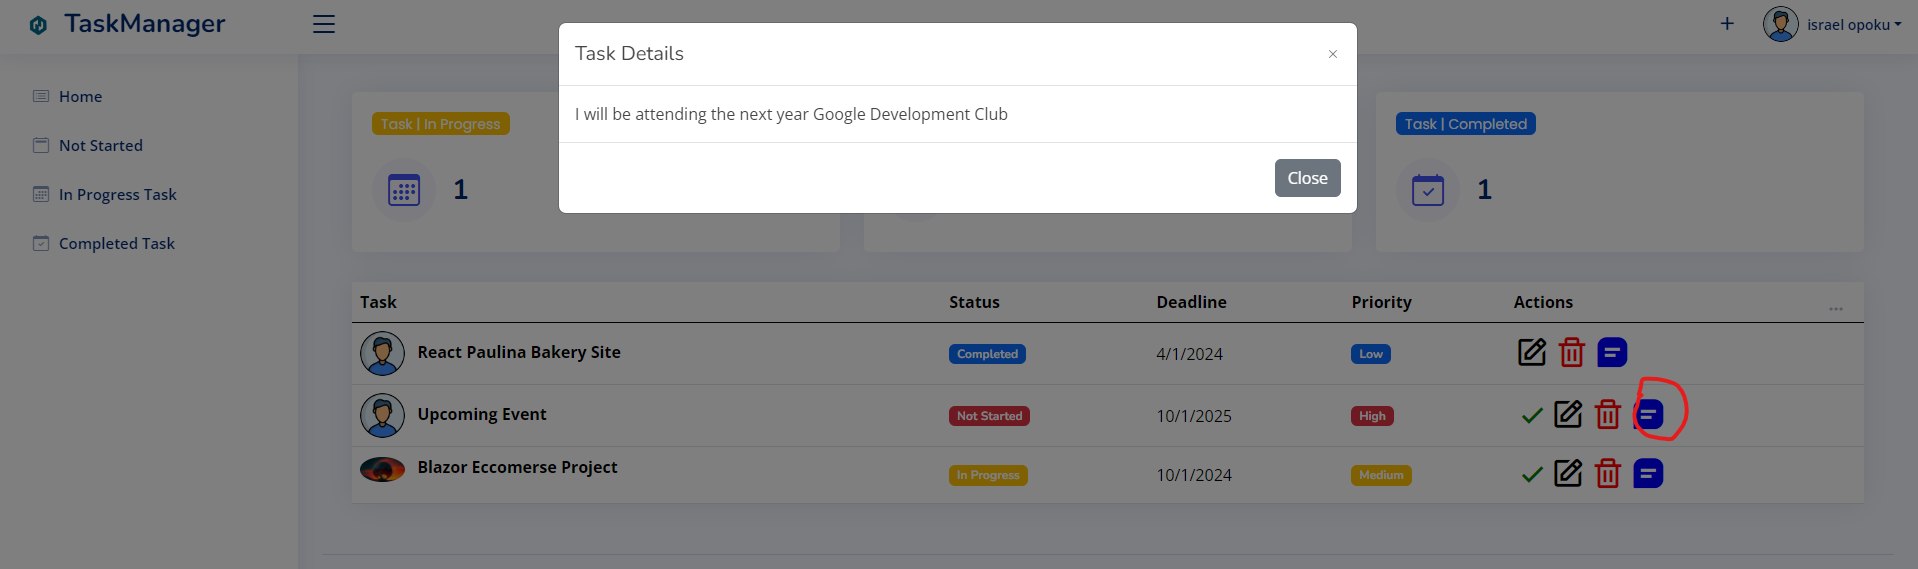 TaskManager
israel opoku
Task Details
×
I will be attending the next year Google Development Club
Close
Home
Not Started
In Progress Task
Completed Task
Task | In Progress
1
Task | Completed
1
Task Status Deadline Priority Actions ...
React Paulina Bakery Site Completed 4/1/2024 Low
Upcoming Event Not Started 10/1/2025 High
Blazor Eccomerse Project In Progress 10/1/2024 Medium